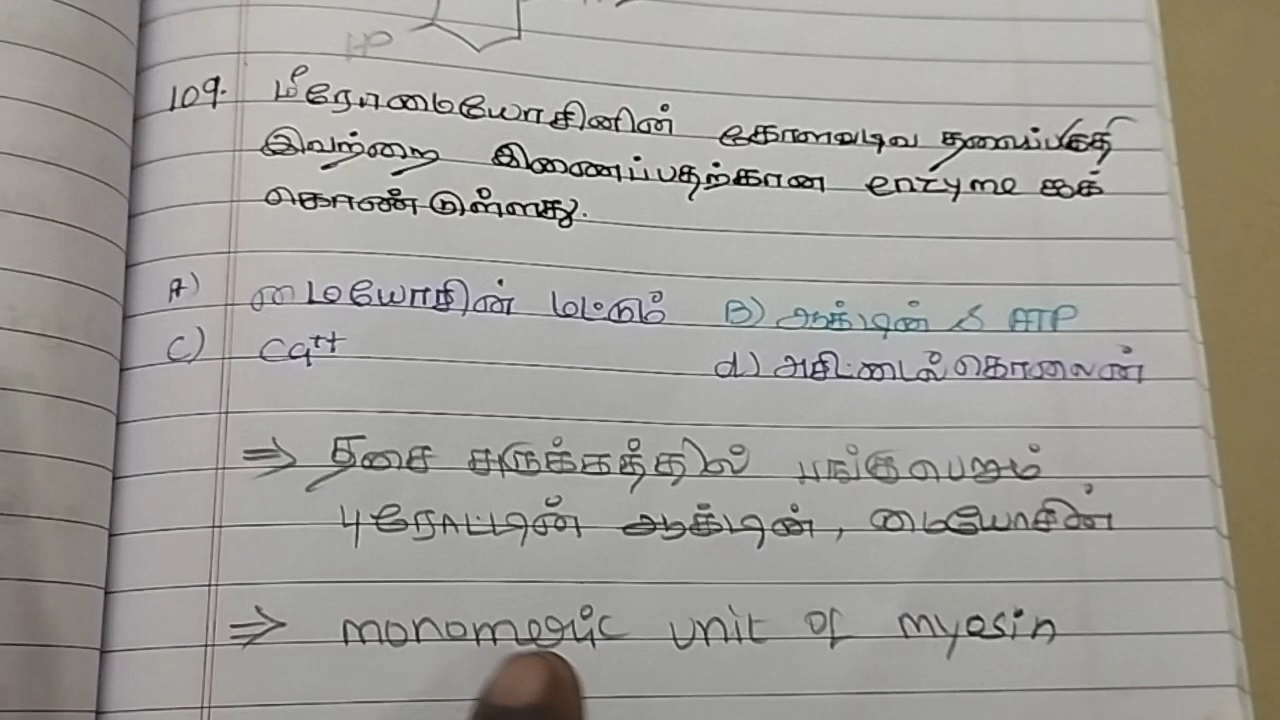 HO
109. மீரோமையோசினின் கோளவடிவ தலைப்பகுதி
இவற்றை இணைப்பதற்கான enzyme ஐக்
கொண்டுள்ளது.
A) மையோசின் மட்டும் B) ஆக்டின் & ATP
C) Ca++ d) அசிட்டைல்கொலைன்
⇒ தசை சுருக்கத்தில் பங்குபெறும்
புரோட்டின் ஆக்டின், மையோசின்
⇒ monomeric unit of myosin